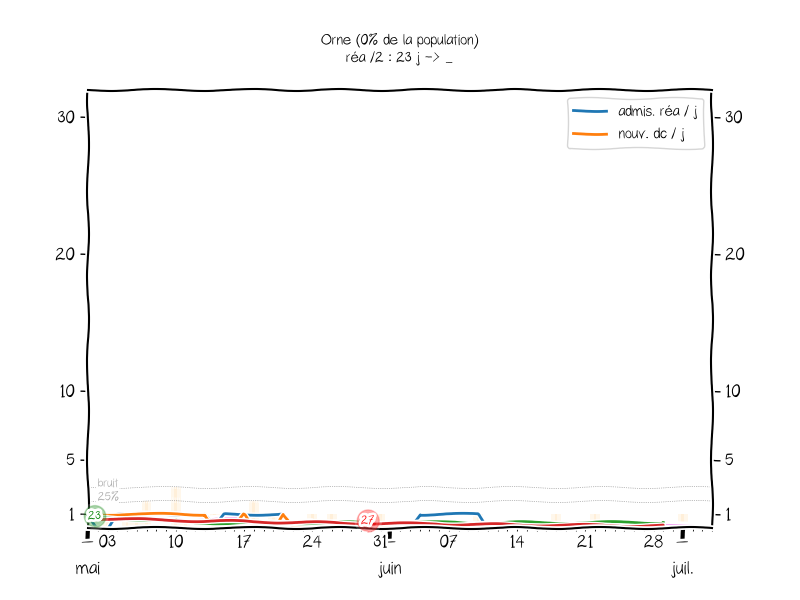 Orne (0% de la population)
réa /2 : 23 j -> _
admis. réa / j
nouv. dc / j
30 30
20 20
10 10
5 5
bruit
25%
1 1
23
27
03 10 17 24 31 07 14 21 28
mai juin juil.